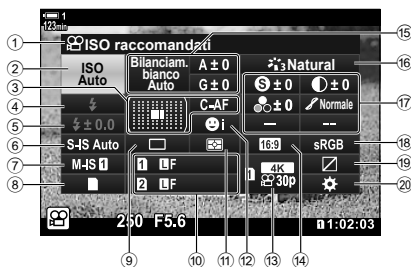 1
123min
① ISO raccomandati ⑮
② ISO Auto Bilanciam. bianco Auto A±0 G±0 3 Natural ⑯
③ C-AF S±0 ±0 ±0 Normale ⑰
④ i — --
⑤ ±0.0
⑥ S-IS Auto 16:9 sRGB ⑱
⑦ M-IS 1 1 LF 1 4K 30p ⑲
⑧ 2 LF ⑳
250 F5.6 1 1:02:03
⑨ ⑩ ⑪ ⑫ ⑬ ⑭